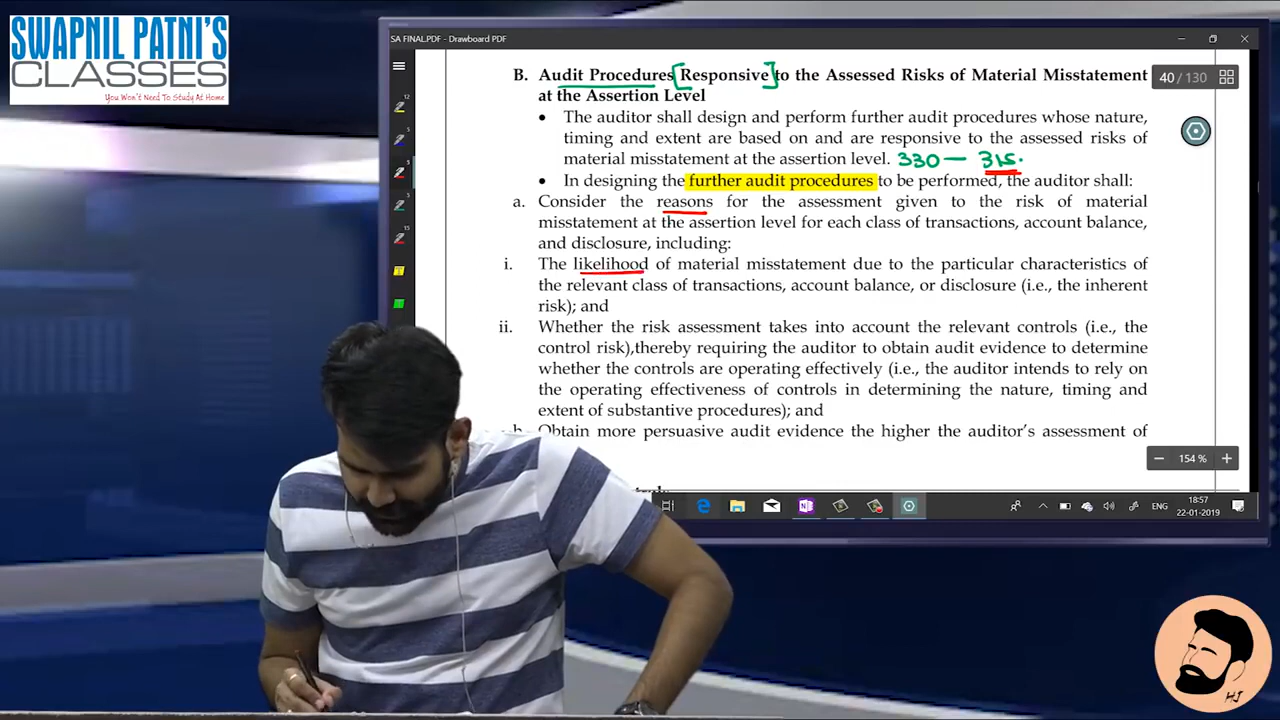 SWAPNIL PATNI'S
CLASSES
You Won't Need To Study At Home
SA FINAL.PDF - Drawboard PDF
B. Audit Procedures [Responsive] to the Assessed Risks of Material Misstatement
at the Assertion Level
40 / 130
• The auditor shall design and perform further audit procedures whose nature,
timing and extent are based on and are responsive to the assessed risks of
material misstatement at the assertion level. 330 — 315.
• In designing the further audit procedures to be performed, the auditor shall:
a. Consider the reasons for the assessment given to the risk of material
misstatement at the assertion level for each class of transactions, account balance,
and disclosure, including:
i. The likelihood of material misstatement due to the particular characteristics of
the relevant class of transactions, account balance, or disclosure (i.e., the inherent
risk); and
ii. Whether the risk assessment takes into account the relevant controls (i.e., the
control risk),thereby requiring the auditor to obtain audit evidence to determine
whether the controls are operating effectively (i.e., the auditor intends to rely on
the operating effectiveness of controls in determining the nature, timing and
extent of substantive procedures); and
b. Obtain more persuasive audit evidence the higher the auditor's assessment of
154 %
ENG
18:57
22-01-2019
HJ